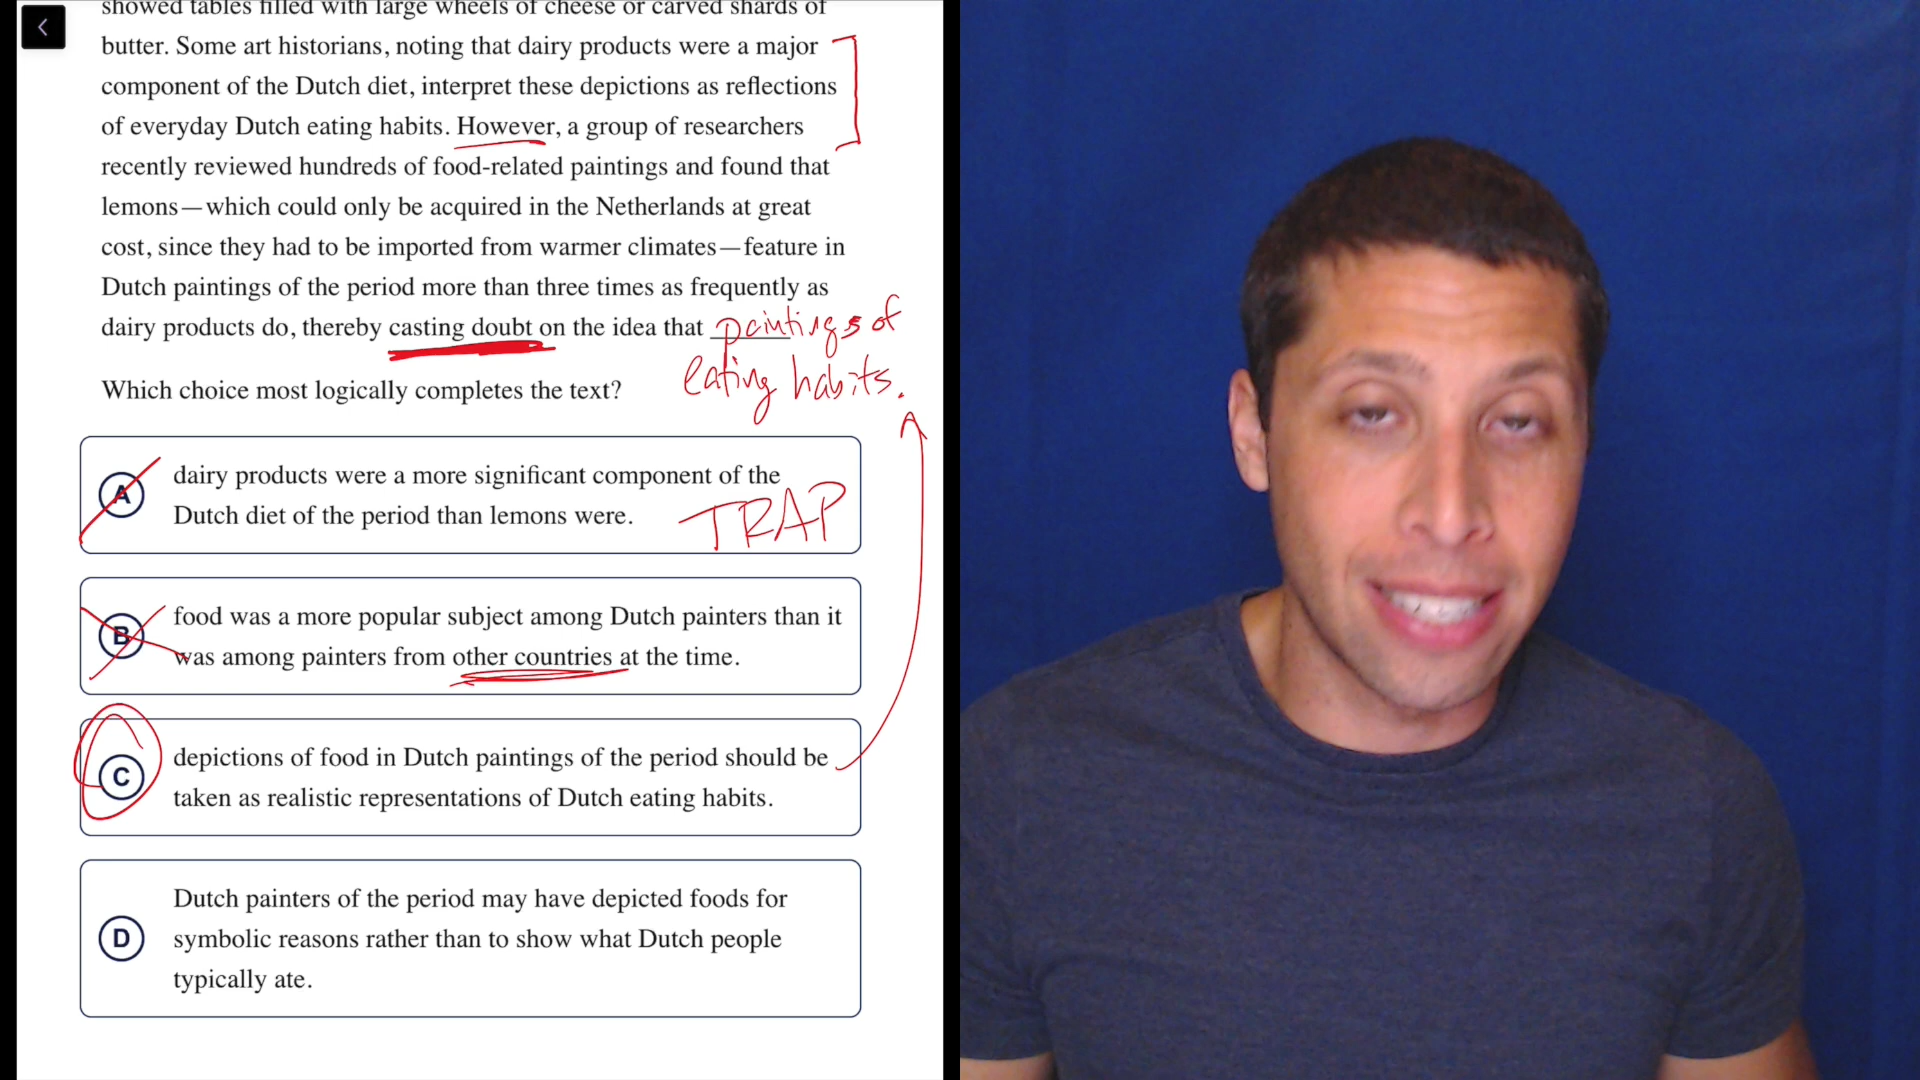 showed tables filled with large wheels of cheese or carved shards of
butter. Some art historians, noting that dairy products were a major
component of the Dutch diet, interpret these depictions as reflections
of everyday Dutch eating habits. However, a group of researchers
recently reviewed hundreds of food-related paintings and found that
lemons—which could only be acquired in the Netherlands at great
cost, since they had to be imported from warmer climates—feature in
Dutch paintings of the period more than three times as frequently as
dairy products do, thereby casting doubt on the idea that ______
paintings of
eating habits.
Which choice most logically completes the text?
A
dairy products were a more significant component of the
Dutch diet of the period than lemons were.
TRAP
B
food was a more popular subject among Dutch painters than it
was among painters from other countries at the time.
C
depictions of food in Dutch paintings of the period should be
taken as realistic representations of Dutch eating habits.
D
Dutch painters of the period may have depicted foods for
symbolic reasons rather than to show what Dutch people
typically ate.